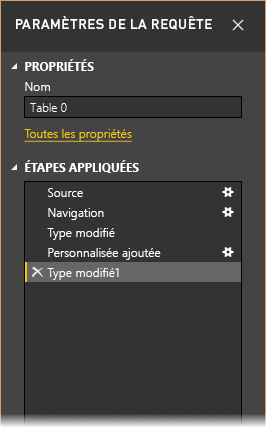 PARAMÈTRES DE LA REQUÊTE
PROPRIÉTÉS
Nom
Table 0
Toutes les propriétés
ÉTAPES APPLIQUÉES
Source
Navigation
Type modifié
Personnalisée ajoutée
Type modifié1